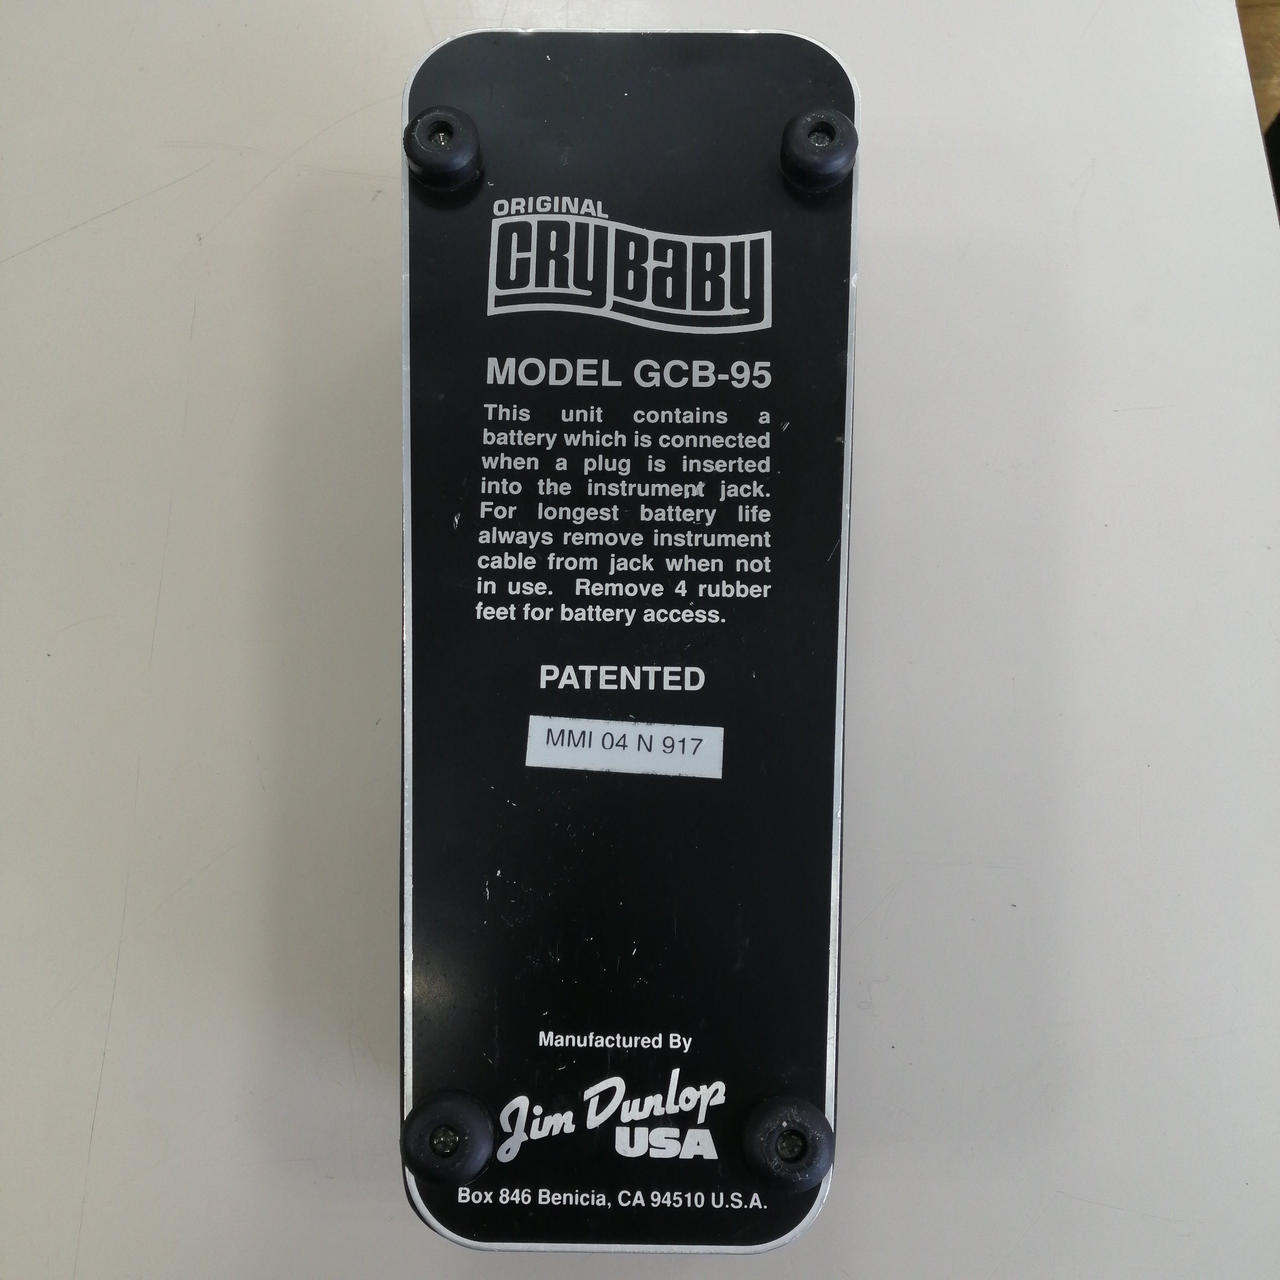 ORIGINAL
CRYBABY
MODEL GCB-95
This unit contains a
battery which is connected
when a plug is inserted
into the instrument jack.
For longest battery life
always remove instrument
cable from jack when not
in use. Remove 4 rubber
feet for battery access.
PATENTED
MMI 04 N 917
Manufactured By
Jim Dunlop
USA
Box 846 Benicia, CA 94510 U.S.A.